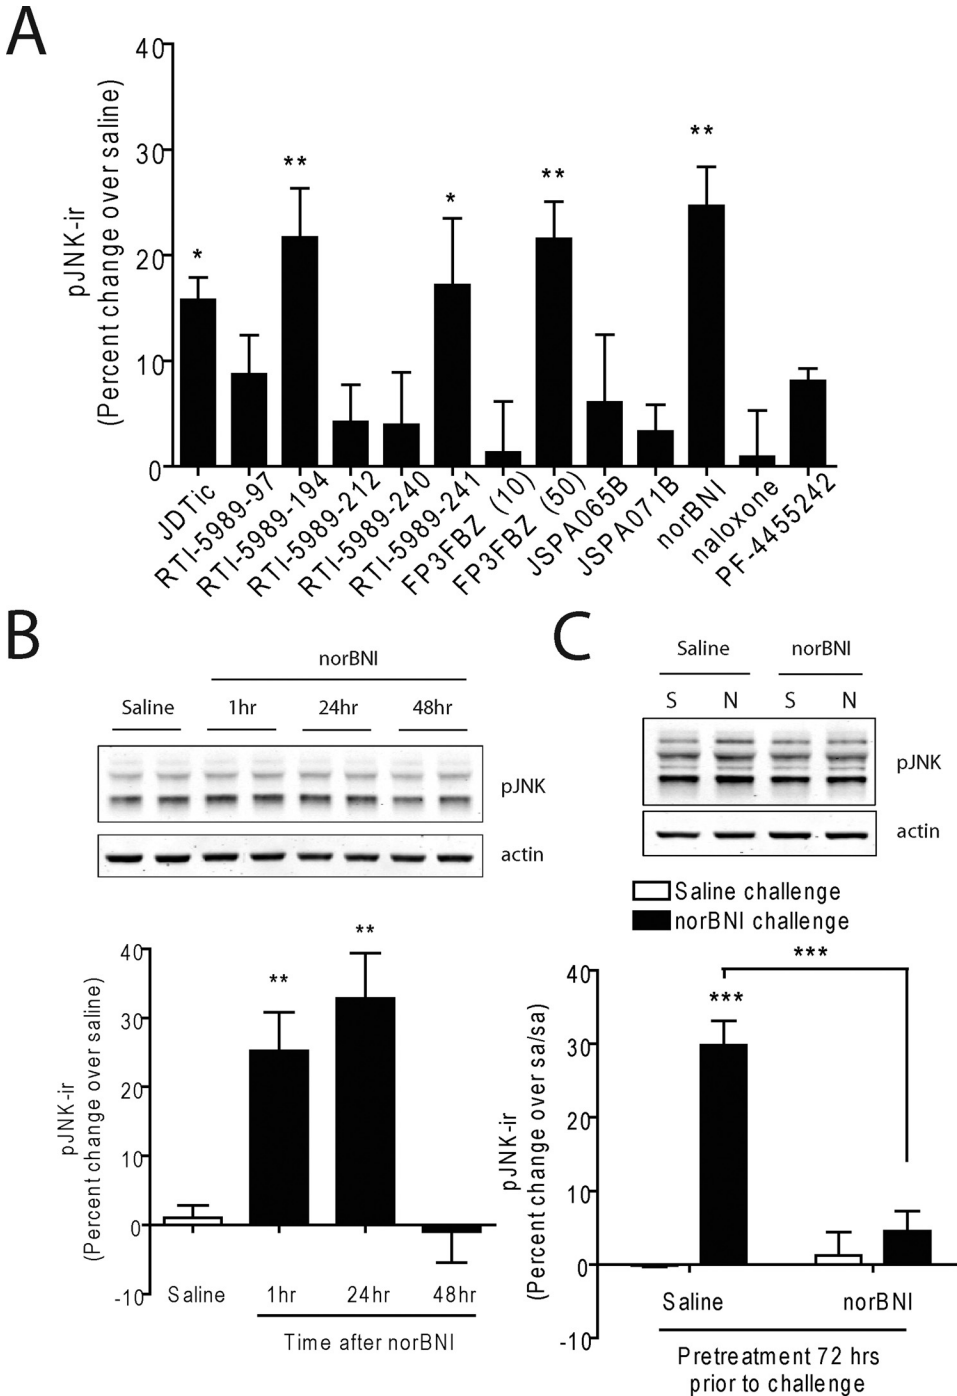 A
pJNK-ir
(Percent change over saline)
40
30
20
10
0
*
**
*
**
**
JDTic
RTI-5989-97
RTI-5989-194
RTI-5989-212
RTI-5989-240
RTI-5989-241
FP3FBZ (10)
FP3FBZ (50)
JSPA065B
JSPA071B
norBNI
naloxone
PF-4455242
B
norBNI
Saline 1hr 24hr 48hr
pJNK
actin
pJNK-ir
(Percent change over saline)
40
30
20
10
0
-10
**
**
Saline 1hr 24hr 48hr
Time after norBNI
C
Saline norBNI
S N S N
pJNK
actin
Saline challenge
norBNI challenge
pJNK-ir
(Percent change over sa/sa)
40
30
20
10
0
-10
***
***
Saline norBNI
Pretreatment 72 hrs
prior to challenge